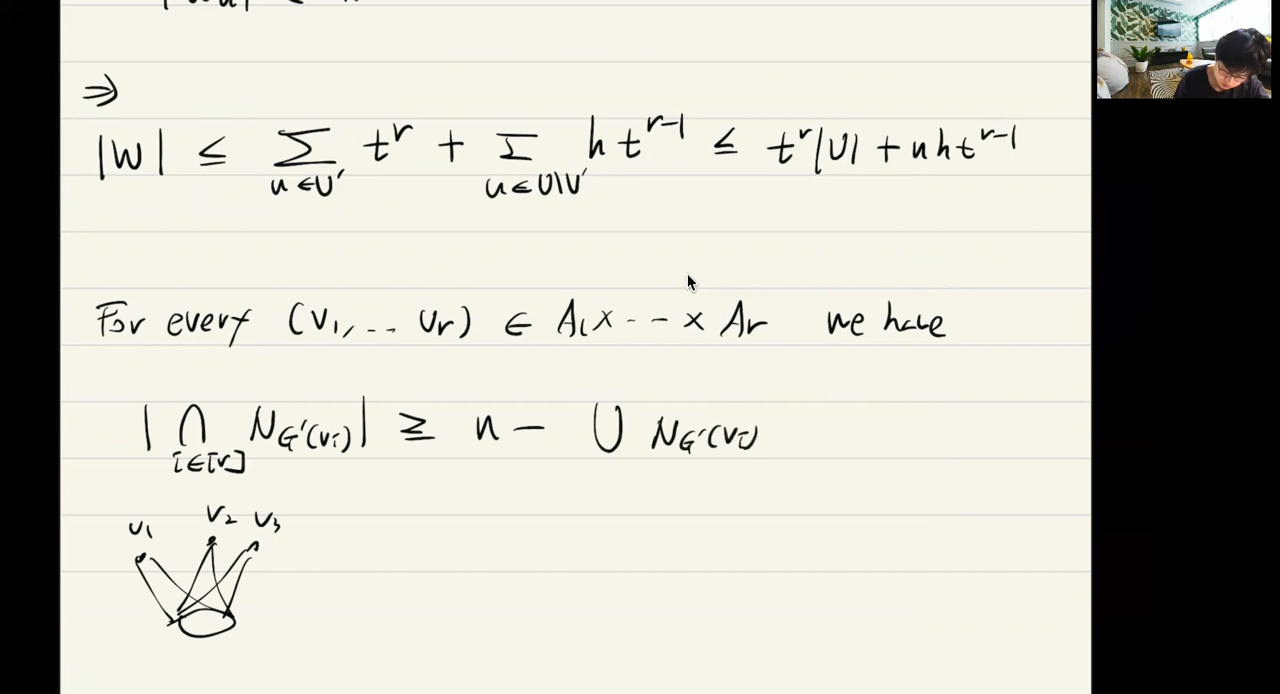 ⇒
|W| ≤ Σ_{u∈U'} t^r + Σ_{u∈U\U'} h t^{r-1} ≤ t^r|U| + nht^{r-1}
For every (v_1, .. v_r) ∈ A_1 x - - x A_r we have
|∩_{i∈[r]} N_{G'(v_i)}| ≥ n - ∪ N_{G'(v_i)}
v_1 v_2 v_3